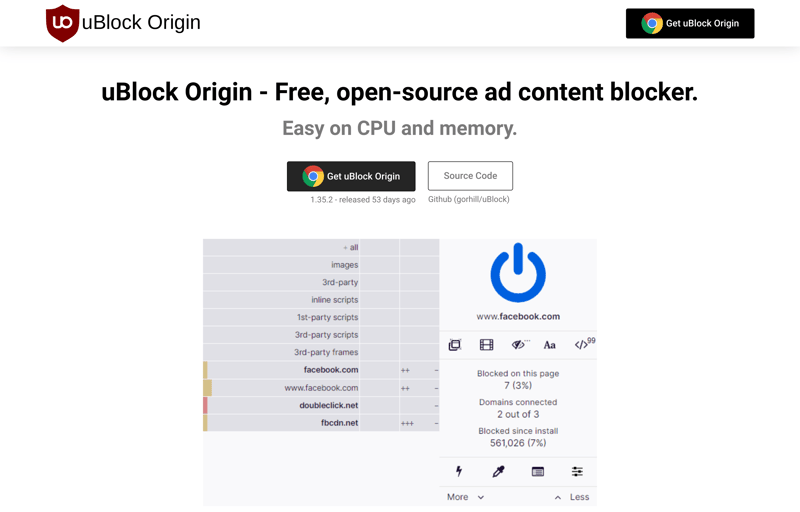 uBlock Origin
Get uBlock Origin
uBlock Origin - Free, open-source ad content blocker.
Easy on CPU and memory.
Get uBlock Origin
Source Code
1.35.2 - released 53 days ago
Github (gorhill/uBlock)
+ all
images
3rd-party
inline scripts
1st-party scripts
3rd-party scripts
3rd-party frames
facebook.com ++ –
www.facebook.com ++ –
doubleclick.net –
fbcdn.net +++ –
www.facebook.com
Aa
</> 99
Blocked on this page
7 (3%)
Domains connected
2 out of 3
Blocked since install
561,026 (7%)
More
Less